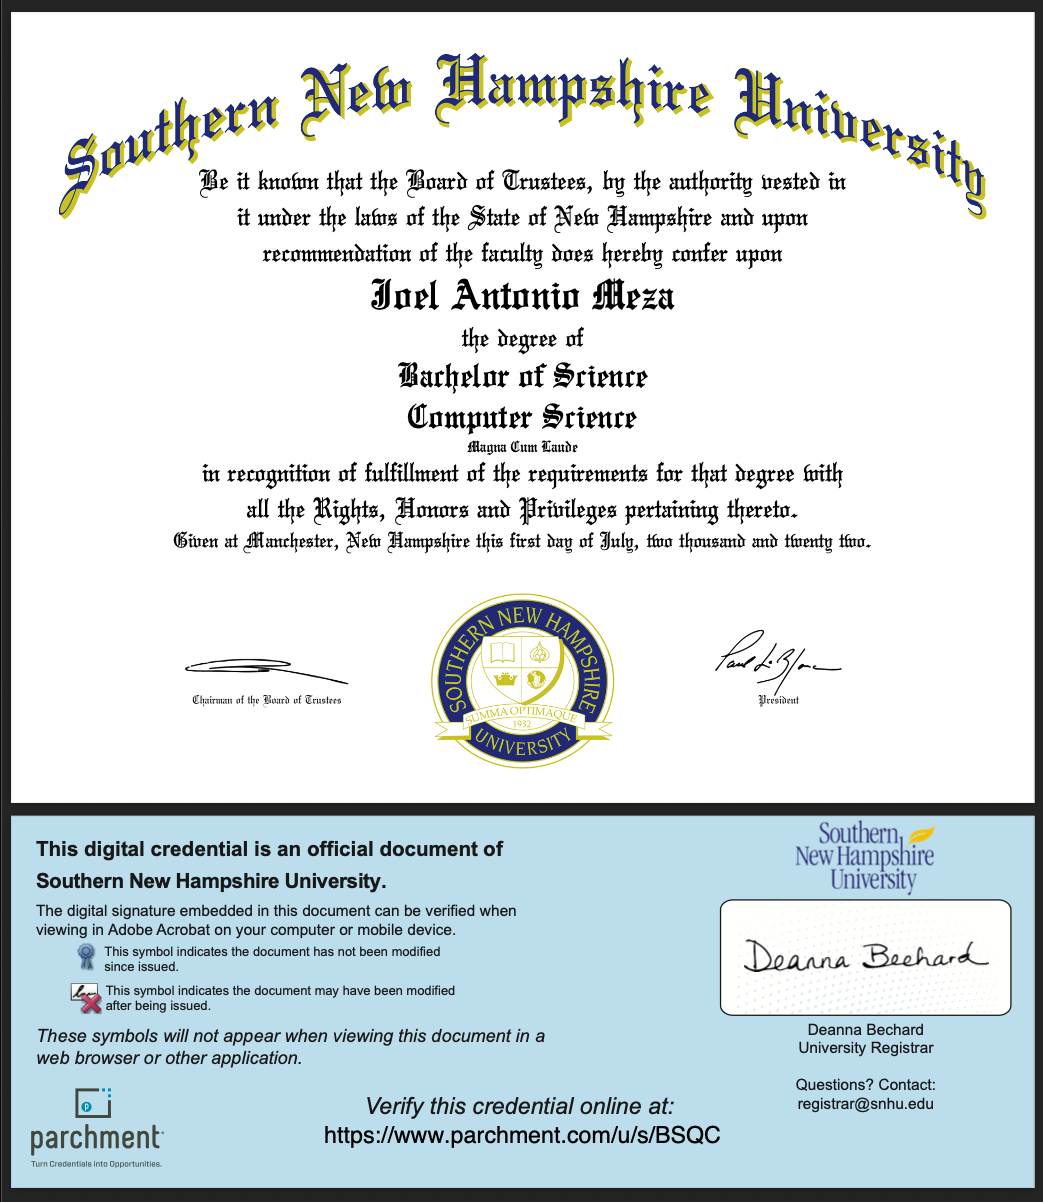 Southern New Hampshire University
Be it known that the Board of Trustees, by the authority vested in
it under the laws of the State of New Hampshire and upon
recommendation of the faculty does hereby confer upon
Joel Antonio Meza
the degree of
Bachelor of Science
Computer Science
Magna Cum Laude
in recognition of fulfillment of the requirements for that degree with
all the Rights, Honors and Privileges pertaining thereto.
Given at Manchester, New Hampshire this first day of July, two thousand and twenty two.
Chairman of the Board of Trustees
SOUTHERN NEW HAMPSHIRE
SUMMA OPTIMAQUE
1932
UNIVERSITY
President
This digital credential is an official document of
Southern New Hampshire University.
The digital signature embedded in this document can be verified when
viewing in Adobe Acrobat on your computer or mobile device.
This symbol indicates the document has not been modified
since issued.
This symbol indicates the document may have been modified
after being issued.
These symbols will not appear when viewing this document in a
web browser or other application.
parchment
Turn Credentials into Opportunities.
Verify this credential online at:
https://www.parchment.com/u/s/BSQC
Southern
New Hampshire
University
Deanna Bechard
Deanna Bechard
University Registrar
Questions? Contact:
registrar@snhu.edu